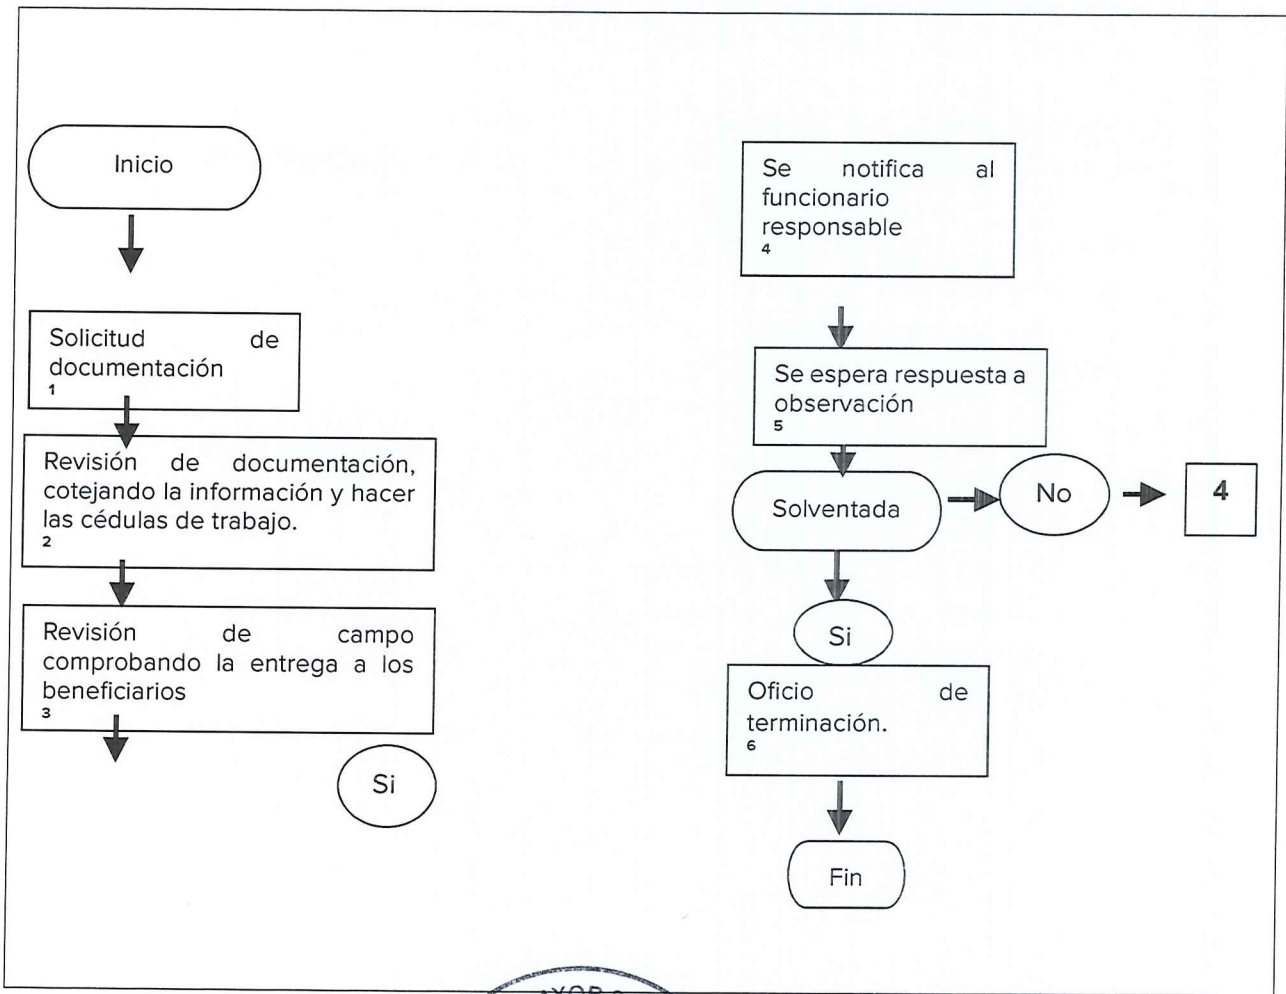 Inicio
Solicitud de
documentación
1
Revisión de documentación,
cotejando la información y hacer
las cédulas de trabajo.
2
Revisión de campo
comprobando la entrega a los
beneficiarios
3
Si
Se notifica al
funcionario
responsable
4
Se espera respuesta a
observación
5
Solventada
No
4
Si
Oficio de
terminación.
6
Fin